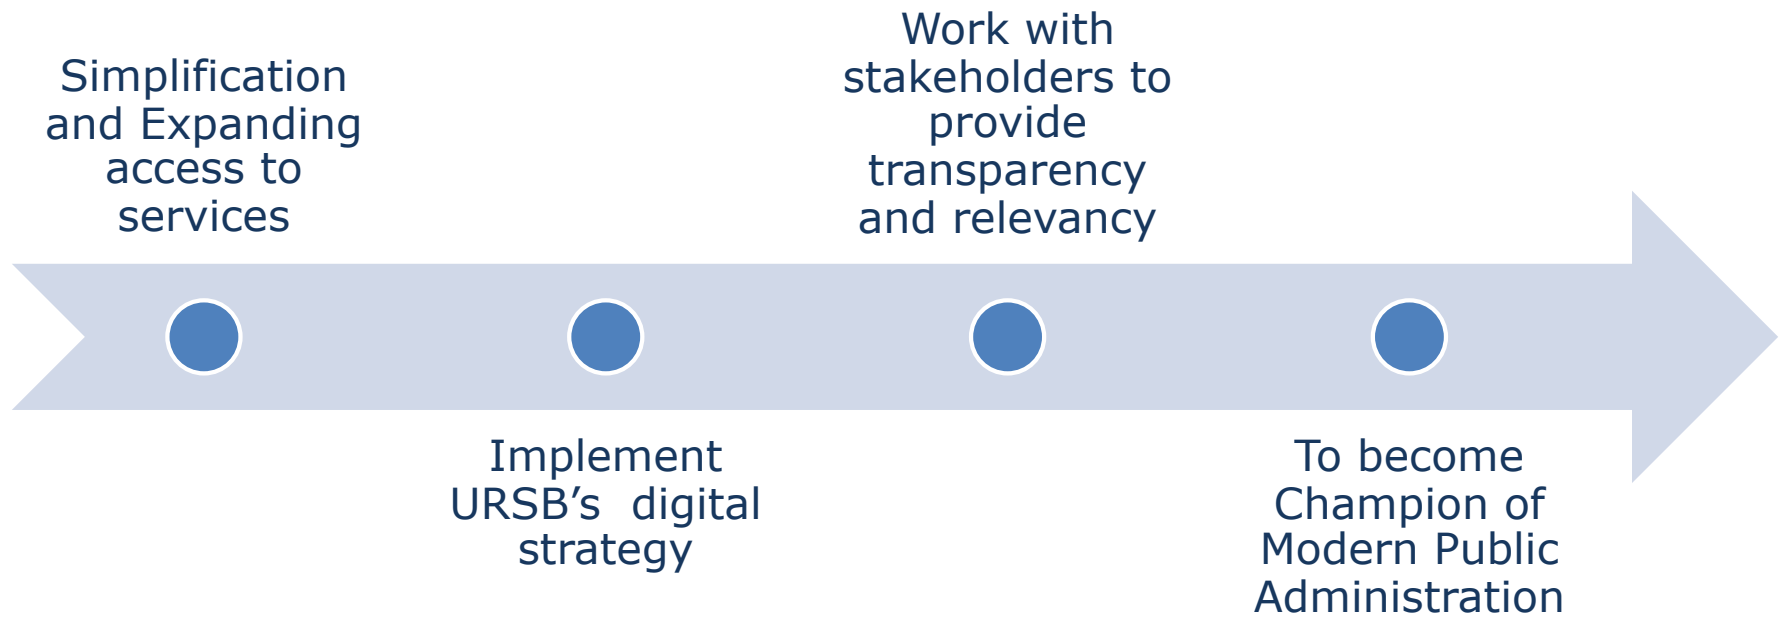 Simplification
and Expanding
access to
services
Implement
URSB’s  digital
strategy
Work with
stakeholders to
provide
transparency
and relevancy
To become
Champion of
Modern Public
Administration